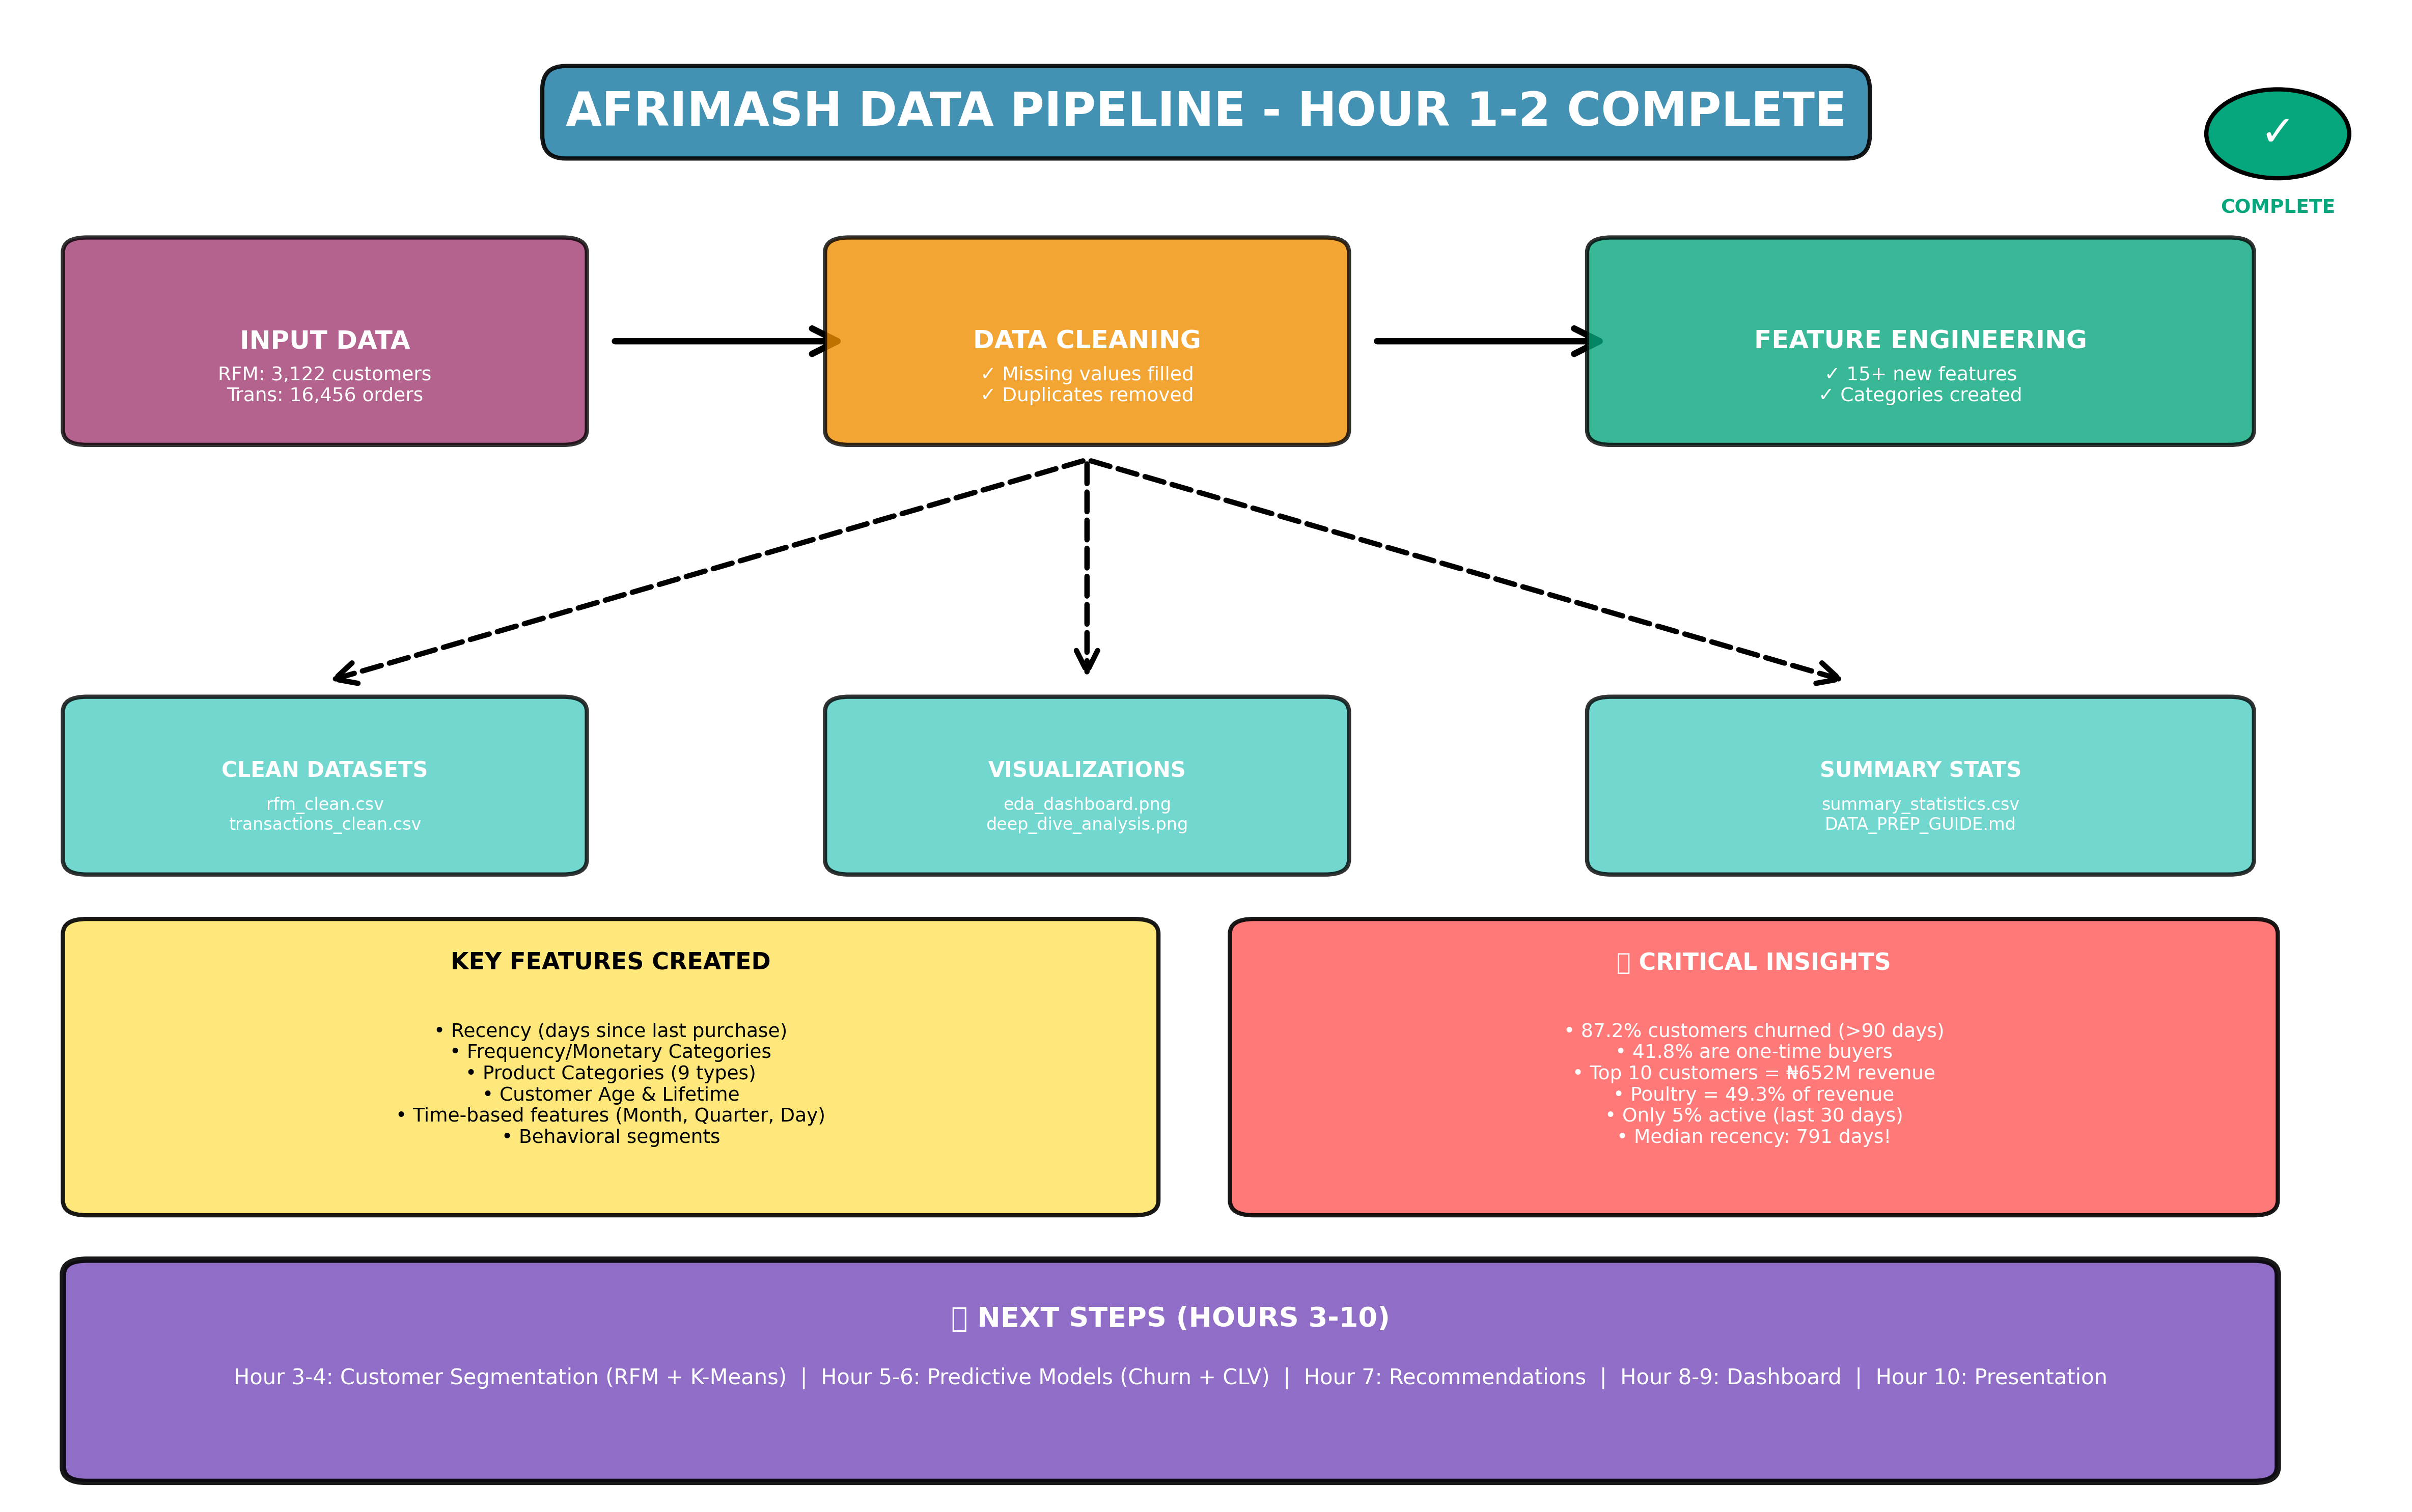 AFRIMASH DATA PIPELINE - HOUR 1-2 COMPLETE
✓
COMPLETE
INPUT DATA
RFM: 3,122 customers
Trans: 16,456 orders
DATA CLEANING
✓ Missing values filled
✓ Duplicates removed
FEATURE ENGINEERING
✓ 15+ new features
✓ Categories created
CLEAN DATASETS
rfm_clean.csv
transactions_clean.csv
VISUALIZATIONS
eda_dashboard.png
deep_dive_analysis.png
SUMMARY STATS
summary_statistics.csv
DATA_PREP_GUIDE.md
KEY FEATURES CREATED
• Recency (days since last purchase)
• Frequency/Monetary Categories
• Product Categories (9 types)
• Customer Age & Lifetime
• Time-based features (Month, Quarter, Day)
• Behavioral segments
CRITICAL INSIGHTS
• 87.2% customers churned (>90 days)
• 41.8% are one-time buyers
• Top 10 customers = ₦652M revenue
• Poultry = 49.3% of revenue
• Only 5% active (last 30 days)
• Median recency: 791 days!
NEXT STEPS (HOURS 3-10)
Hour 3-4: Customer Segmentation (RFM + K-Means) | Hour 5-6: Predictive Models (Churn + CLV) | Hour 7: Recommendations | Hour 8-9: Dashboard | Hour 10: Presentation